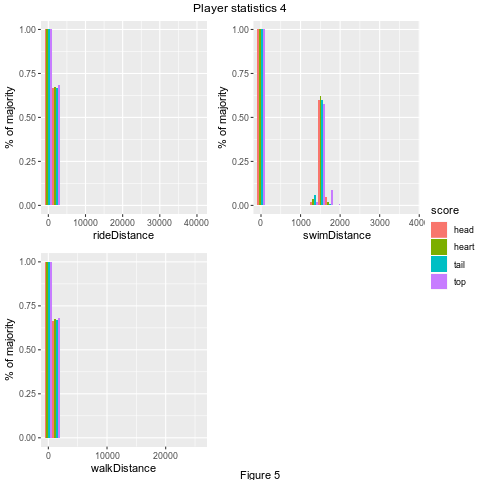 Player statistics 4
% of majority
1.00
0.75
0.50
0.25
0.00
0 10000 20000 30000 40000
rideDistance
% of majority
1.00
0.75
0.50
0.25
0.00
0 1000 2000 3000 400
swimDistance
score
head
heart
tail
top
% of majority
1.00
0.75
0.50
0.25
0.00
0 10000 20000
walkDistance
Figure 5